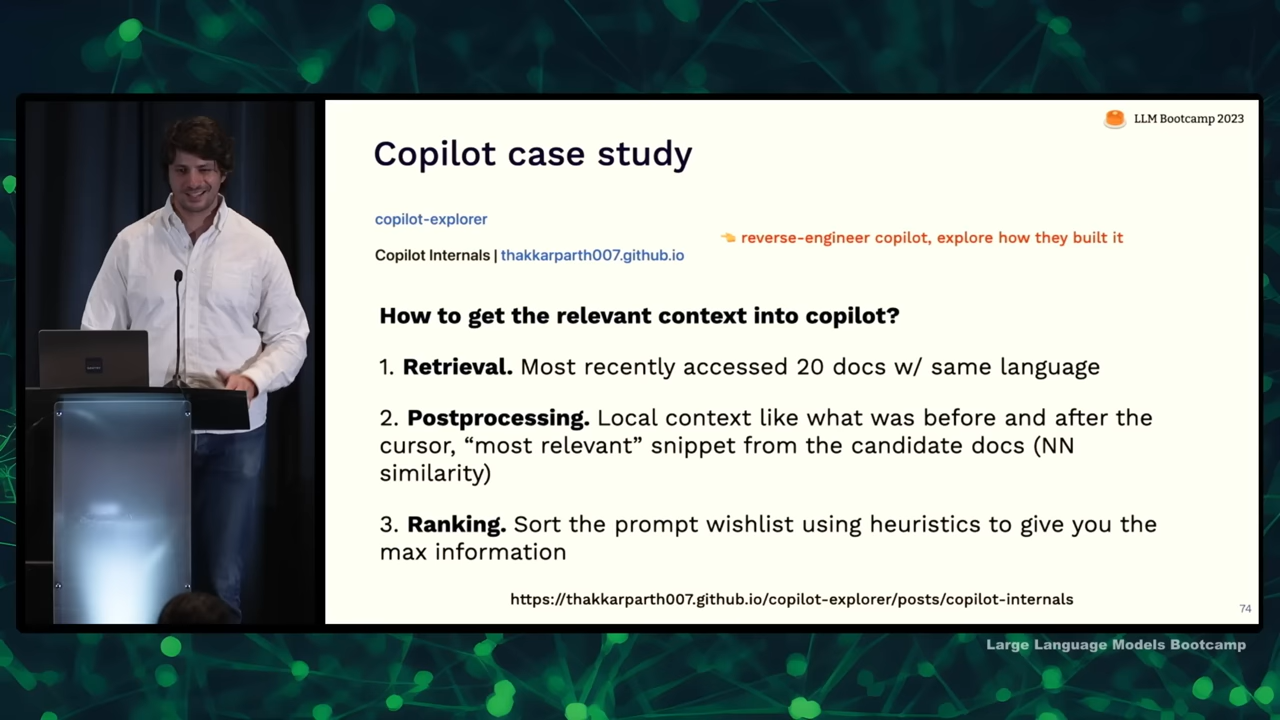 LLM Bootcamp 2023
Copilot case study
copilot-explorer
👈 reverse-engineer copilot, explore how they built it
Copilot Internals | thakkarparth007.github.io
How to get the relevant context into copilot?
1. Retrieval. Most recently accessed 20 docs w/ same language
2. Postprocessing. Local context like what was before and after the
cursor, “most relevant” snippet from the candidate docs (NN
similarity)
3. Ranking. Sort the prompt wishlist using heuristics to give you the
max information
https://thakkarparth007.github.io/copilot-explorer/posts/copilot-internals
74
Large Language Models Bootcamp